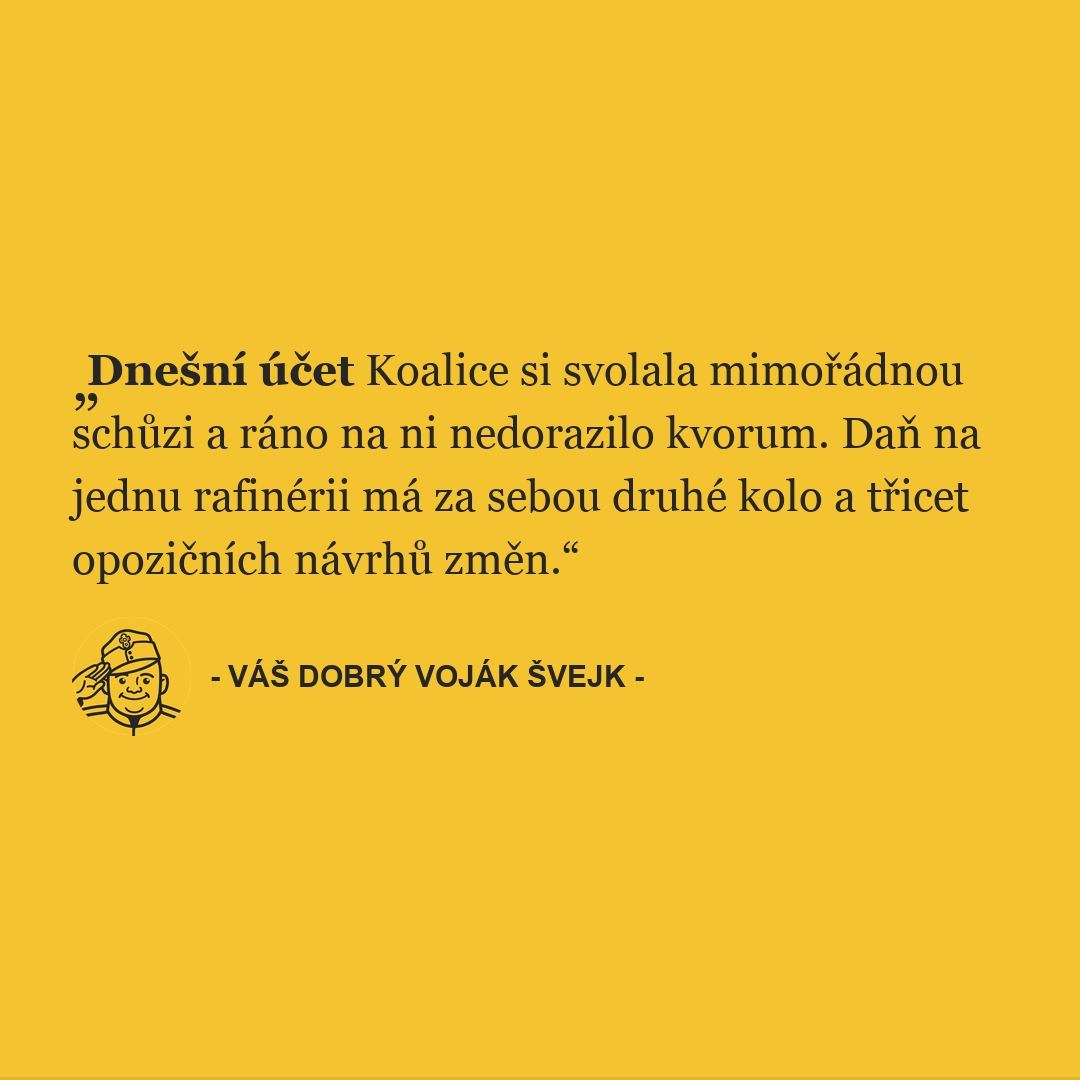 „Dnešní účet Koalice si svolala mimořádnou
schůzi a ráno na ni nedorazilo kvorum. Daň na
jednu rafinérii má za sebou druhé kolo a třicet
opozičních návrhů změn.“
- VÁŠ DOBRÝ VOJÁK ŠVEJK -